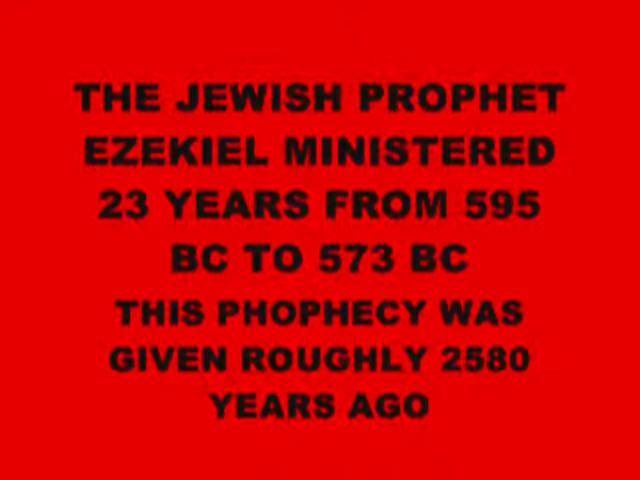 THE JEWISH PROPHET
EZEKIEL MINISTERED
23 YEARS FROM 595
BC TO 573 BC
THIS PHOPHECY WAS
GIVEN ROUGHLY 2580
YEARS AGO